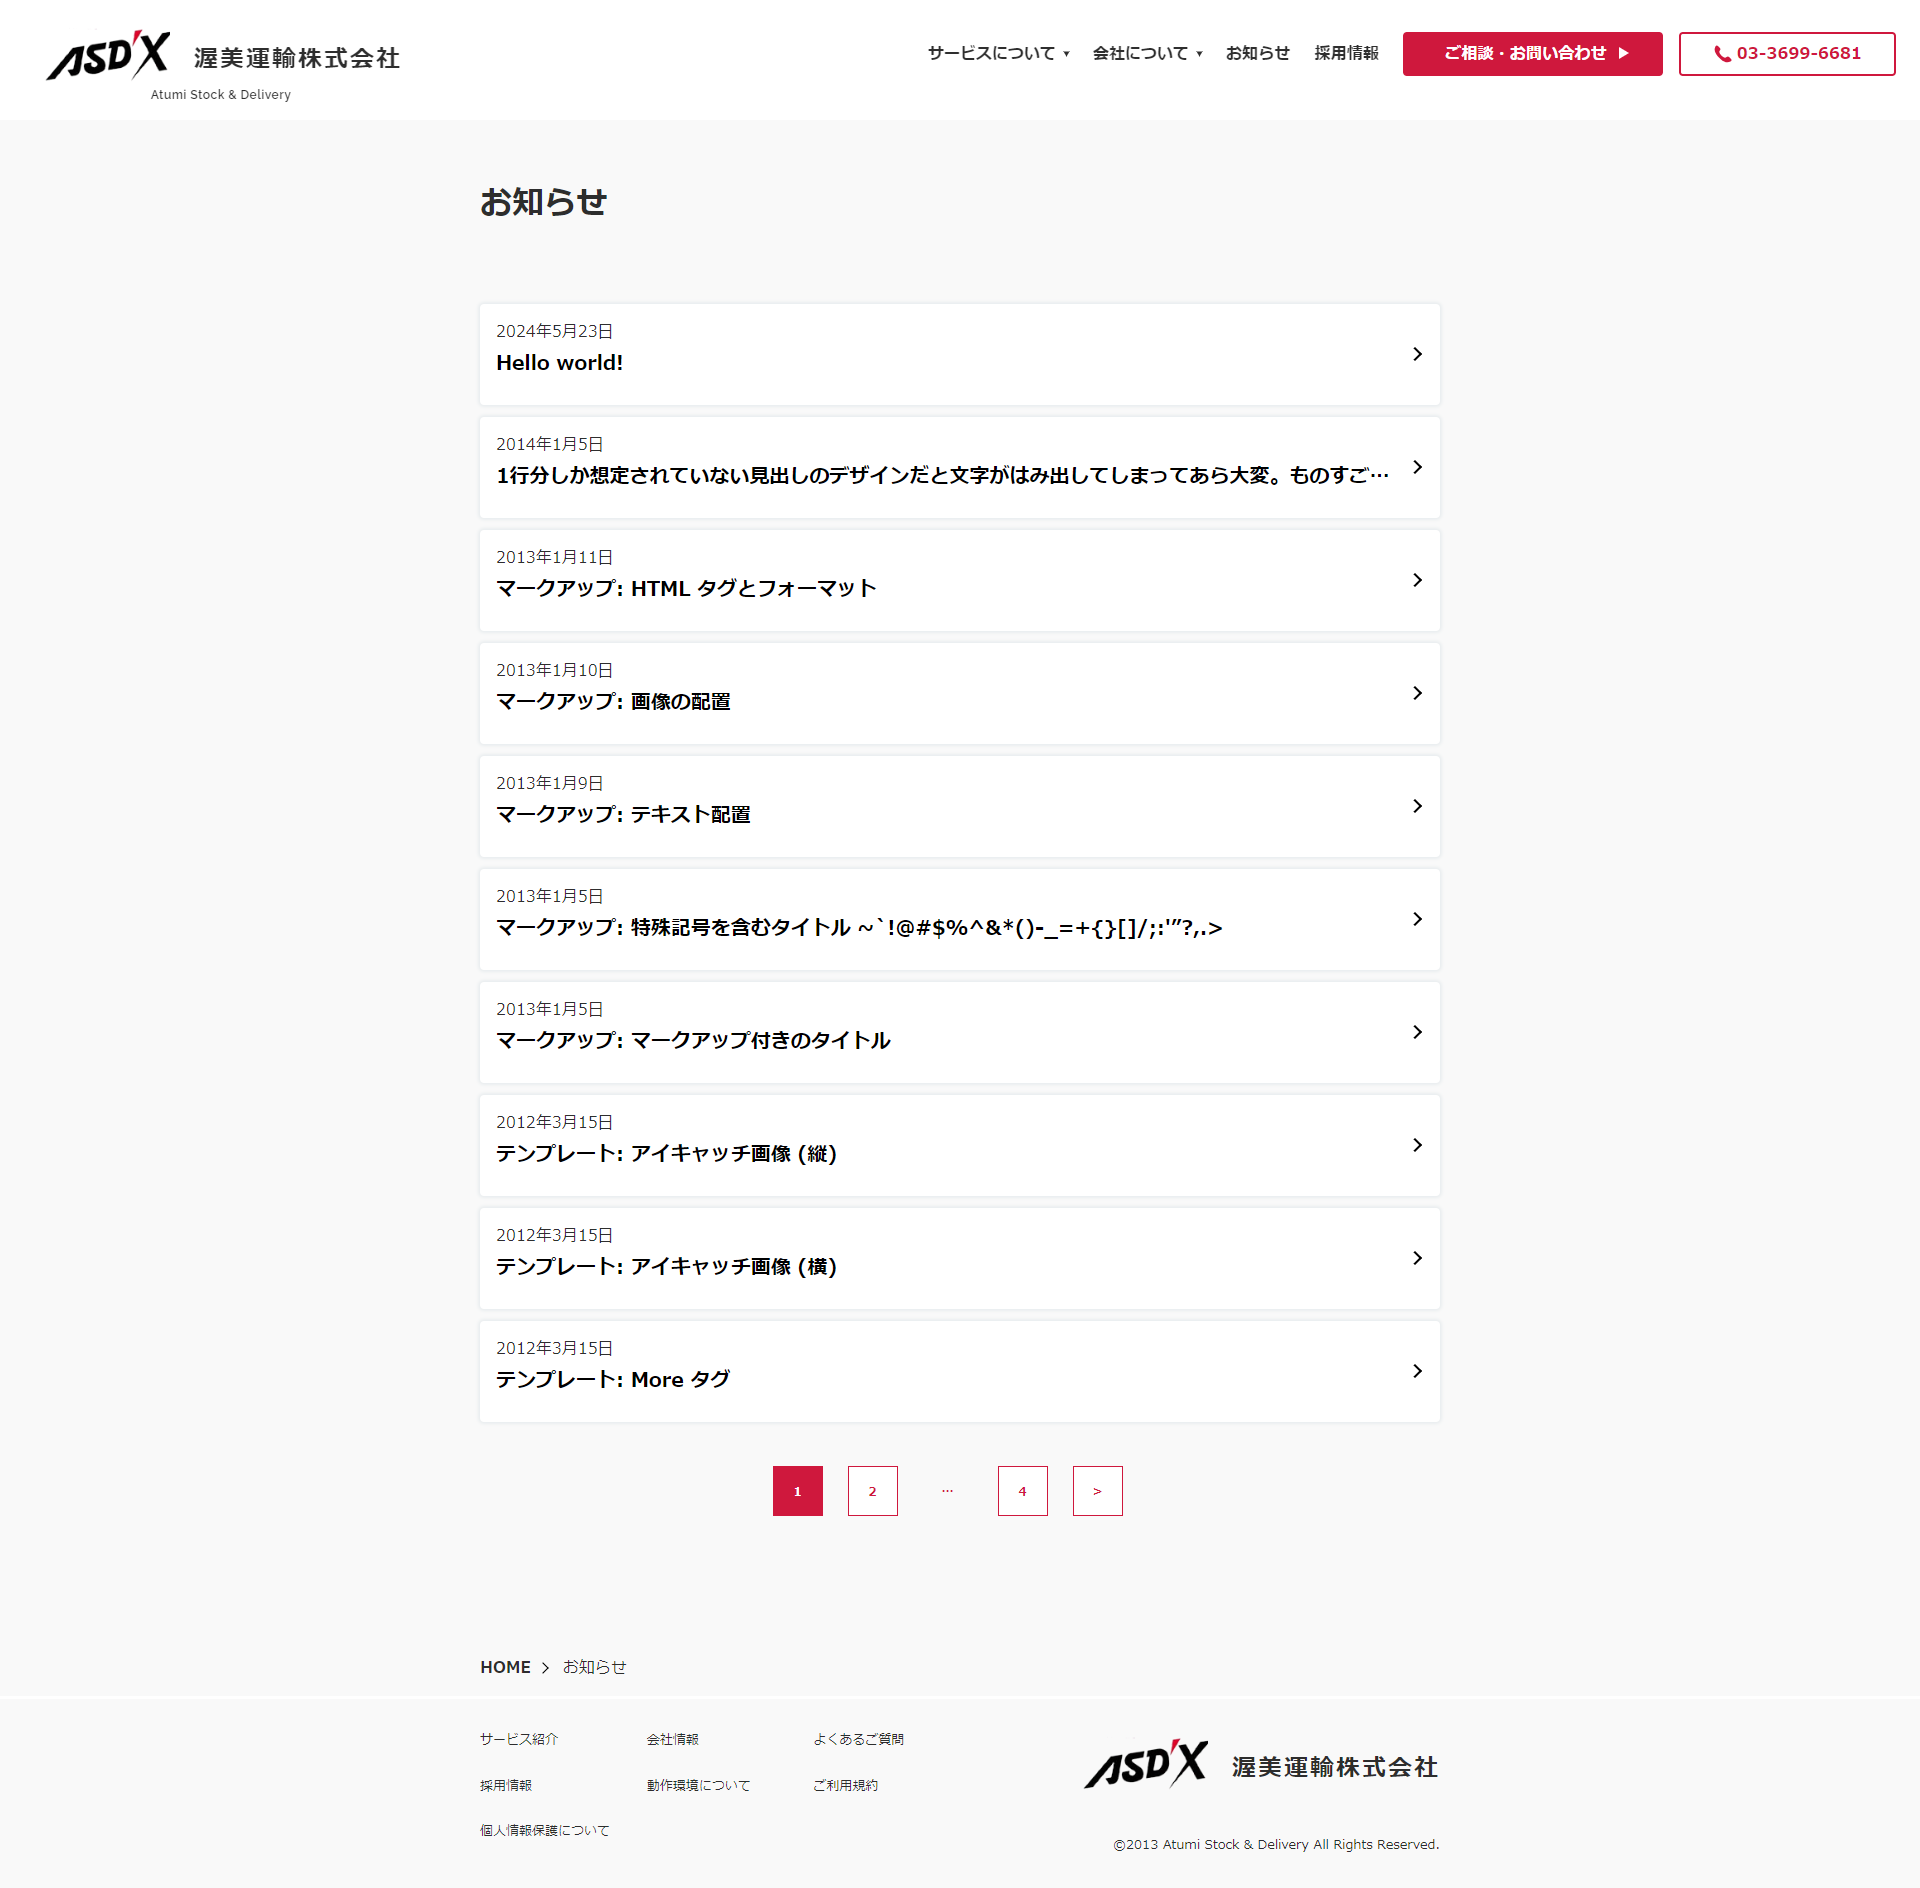 ASD'X 渥美運輸株式会社
Atumi Stock & Delivery
サービスについて ▼ 会社について ▼ お知らせ 採用情報 ご相談・お問い合わせ ▶ 03-3699-6681
お知らせ
2024年5月23日
Hello world!
2014年1月5日
1行分しか想定されていない見出しのデザインだと文字がはみ出してしまってあら大変。ものすご…
2013年1月11日
マークアップ: HTML タグとフォーマット
2013年1月10日
マークアップ: 画像の配置
2013年1月9日
マークアップ: テキスト配置
2013年1月5日
マークアップ: 特殊記号を含むタイトル ~`!@#$%^&*()-_=+{}[]/;:'”?,.>
2013年1月5日
マークアップ: マークアップ付きのタイトル
2012年3月15日
テンプレート: アイキャッチ画像 (縦)
2012年3月15日
テンプレート: アイキャッチ画像 (横)
2012年3月15日
テンプレート: More タグ
1 2 … 4 >
HOME > お知らせ
サービス紹介 会社情報 よくあるご質問
採用情報 動作環境について ご利用規約
個人情報保護について
ASD'X 渥美運輸株式会社
©2013 Atumi Stock & Delivery All Rights Reserved.